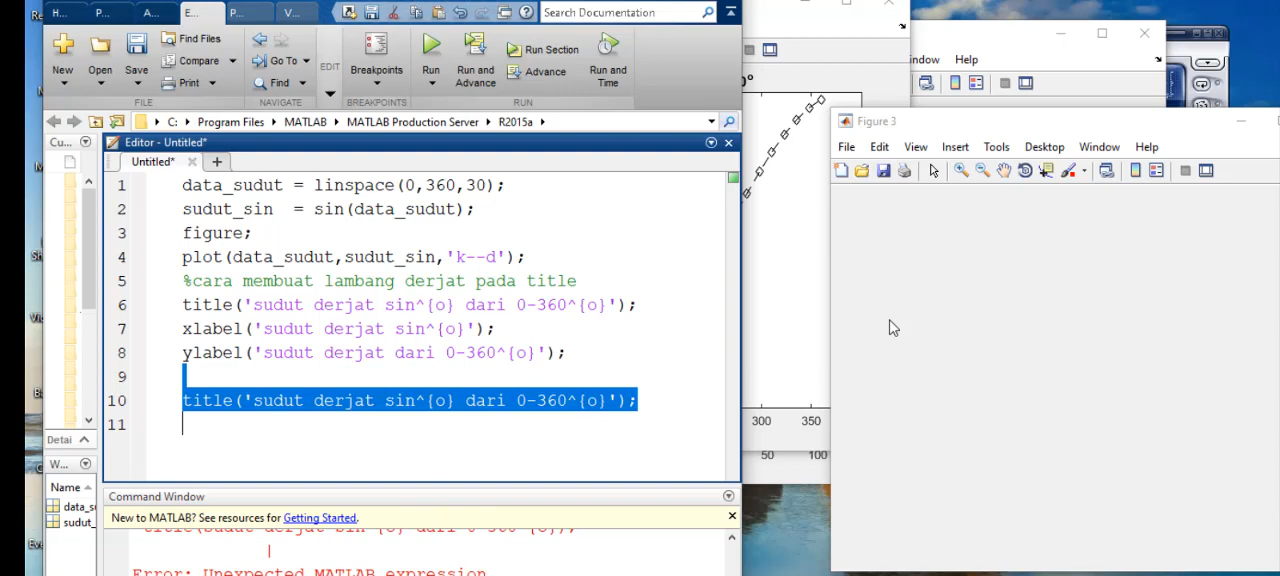 H... P... A... E... P... V... Search Documentation
New Open Save Find Files Compare Print Go To Find EDIT Breakpoints Run Run and Advance Run Section Advance Run and Time
FILE NAVIGATE BREAKPOINTS RUN
C: Program Files MATLAB MATLAB Production Server R2015a
Cu...
Editor - Untitled*
Untitled* +
1 data_sudut = linspace(0,360,30);
2 sudut_sin = sin(data_sudut);
3 figure;
4 plot(data_sudut,sudut_sin,'k--d');
5 %cara membuat lambang derjat pada title
6 title('sudut derjat sin^{o} dari 0-360^{o}');
7 xlabel('sudut derjat sin^{o}');
8 ylabel('sudut derjat dari 0-360^{o}');
9
10 title('sudut derjat sin^{o} dari 0-360^{o}');
11
Detai
W...
Name
data_s
sudut_
Command Window
New to MATLAB? See resources for Getting Started.
Error: Unexpected MATLAB expression
0°
300 350
50 100
ndow Help
Figure 3
File Edit View Insert Tools Desktop Window Help